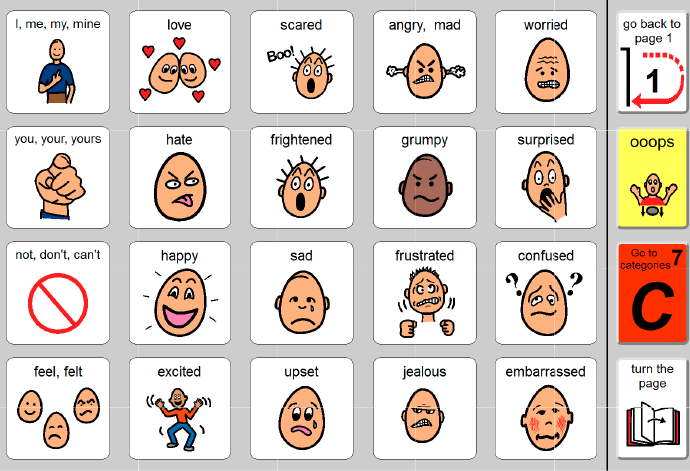 I, me, my, mine
love
scared
Boo!
angry, mad
worried
go back to
page 1
1
you, your, yours
hate
frightened
grumpy
surprised
ooops
not, don't, can't
happy
sad
frustrated
confused
? ?
Go to
categories 7
C
feel, felt
excited
upset
jealous
embarrassed
turn the
page